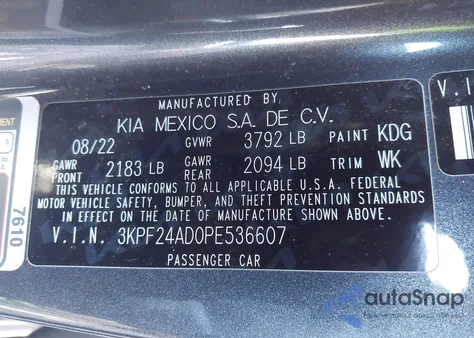 MANUFACTURED BY
KIA MEXICO S.A. DE C.V.
08/22 GVWR 3792 LB PAINT KDG
GAWR FRONT 2183 LB GAWR REAR 2094 LB TRIM WK
THIS VEHICLE CONFORMS TO ALL APPLICABLE U.S.A. FEDERAL
MOTOR VEHICLE SAFETY, BUMPER, AND THEFT PREVENTION STANDARDS
IN EFFECT ON THE DATE OF MANUFACTURE SHOWN ABOVE.
V.I.N. 3KPF24AD0PE536607
PASSENGER CAR
7610
V.I
autoSnap